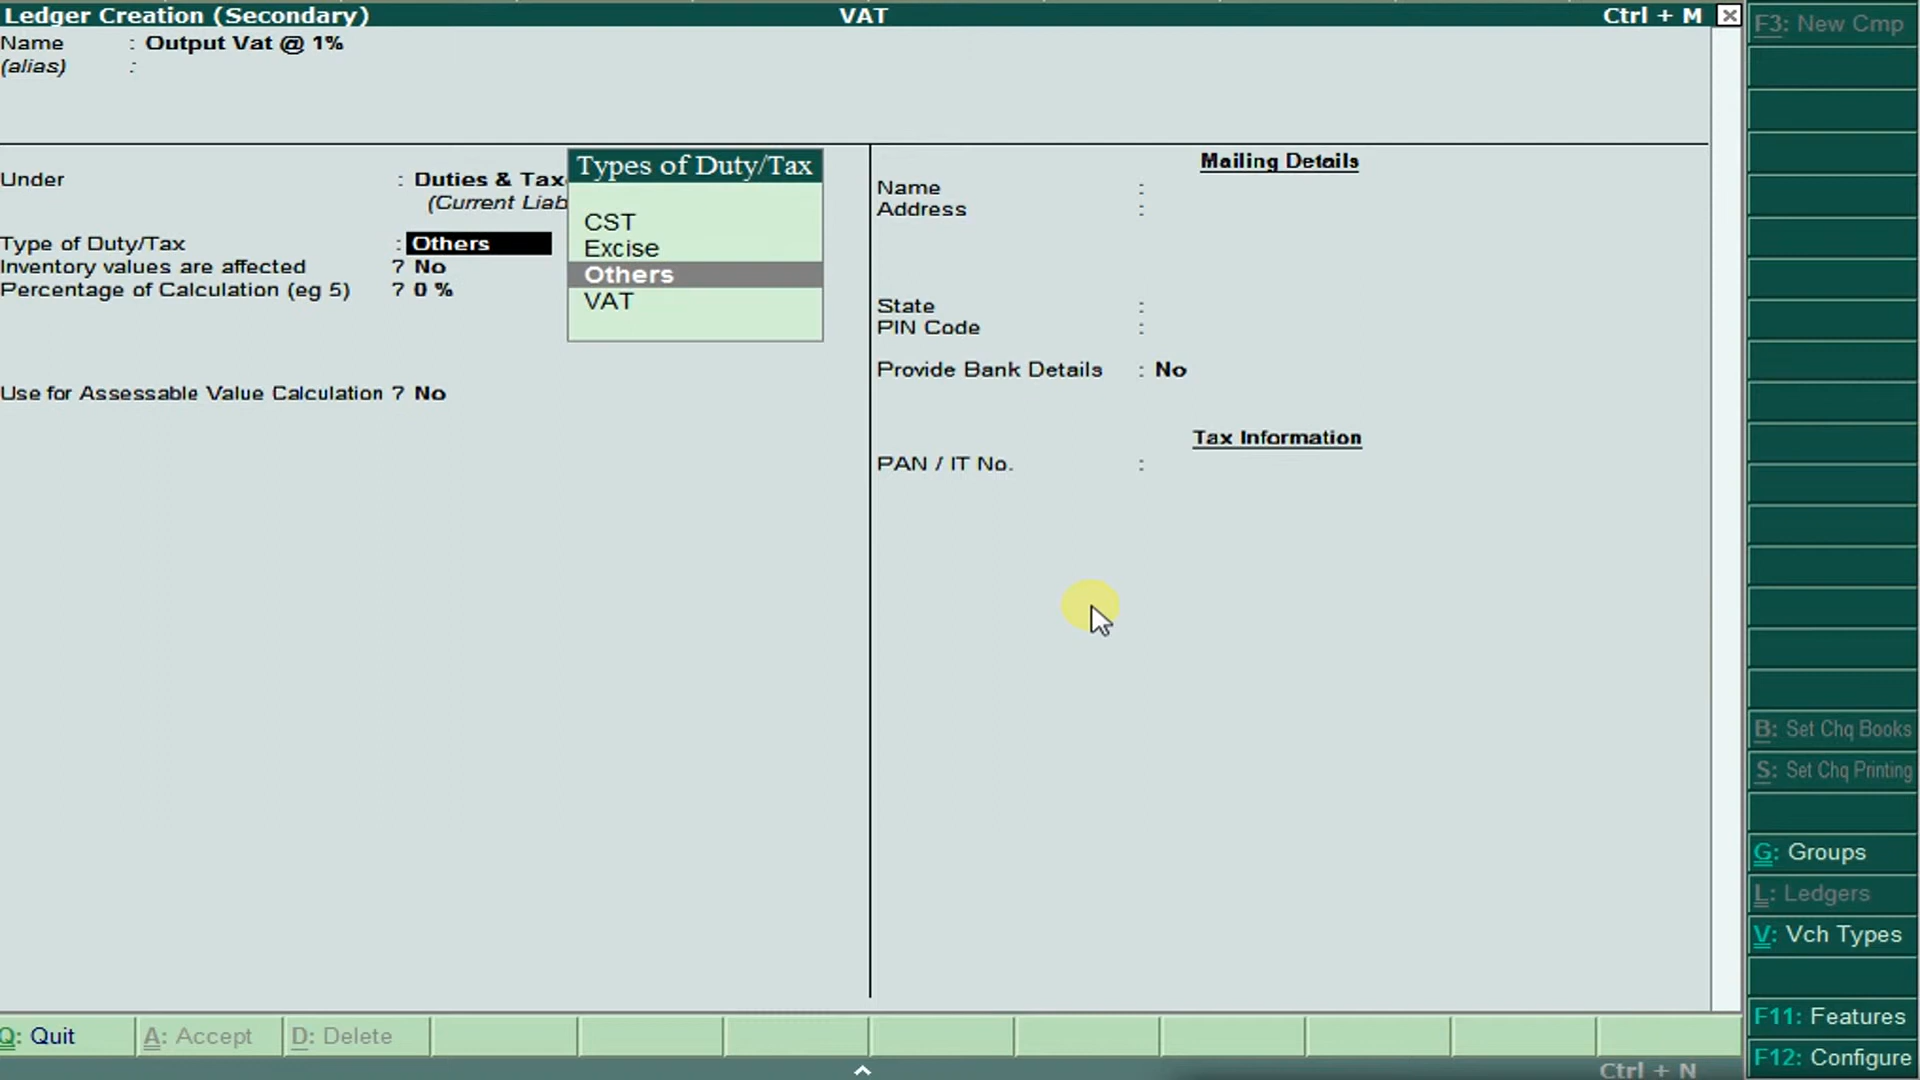 Ledger Creation (Secondary) VAT Ctrl + M
Name : Output Vat @ 1%
(alias) :
Under : Duties & Tax
(Current Liab
Type of Duty/Tax : Others
Inventory values are affected ? No
Percentage of Calculation (eg 5) ? 0 %
Use for Assessable Value Calculation ? No
Types of Duty/Tax
CST
Excise
Others
VAT
Mailing Details
Name :
Address :
State :
PIN Code :
Provide Bank Details : No
Tax Information
PAN / IT No. :
F3: New Cmp
B: Set Chq Books
S: Set Chq Printing
G: Groups
L: Ledgers
V: Vch Types
F11: Features
F12: Configure
Q: Quit
A: Accept
D: Delete
Ctrl + N